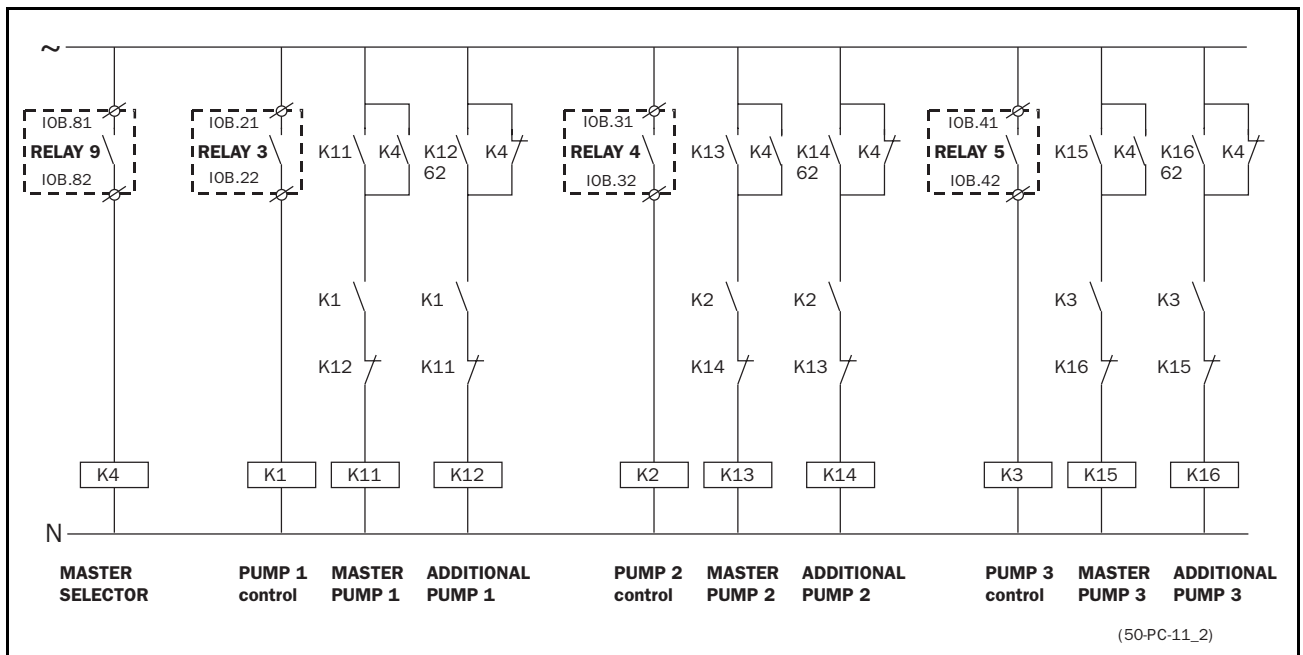 ~
IOB.81 IOB.21 IOB.31 IOB.41
RELAY 9 RELAY 3 K11 K4 K12 K4 RELAY 4 K13 K4 K14 K4 RELAY 5 K15 K4 K16 K4
62 62 62
IOB.82 IOB.22 IOB.32 IOB.42
K1 K1 K2 K2 K3 K3
K12 K11 K14 K13 K16 K15
K4 K1 K11 K12 K2 K13 K14 K3 K15 K16
N
MASTER PUMP 1 MASTER ADDITIONAL PUMP 2 MASTER ADDITIONAL PUMP 3 MASTER ADDITIONAL
SELECTOR control PUMP 1 PUMP 1 control PUMP 2 PUMP 2 control PUMP 3 PUMP 3
(50-PC-11_2)